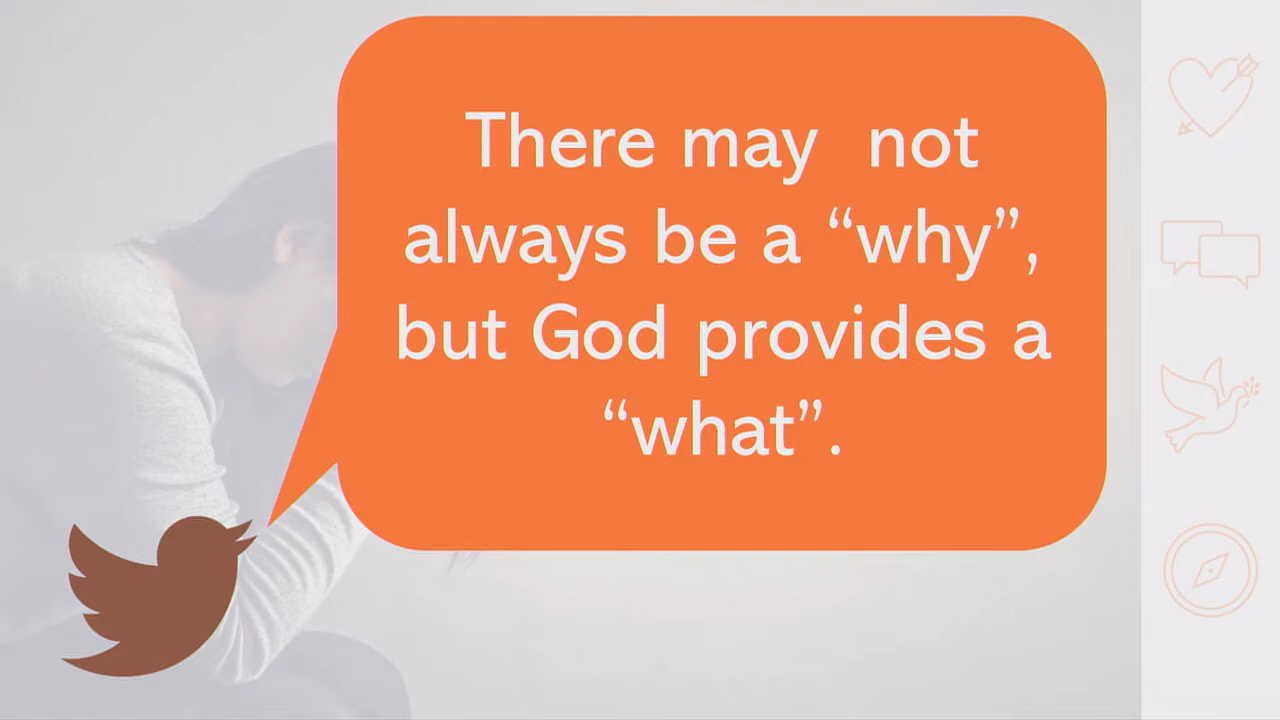 There may  not
always be a “why”,
but God provides a
“what”.